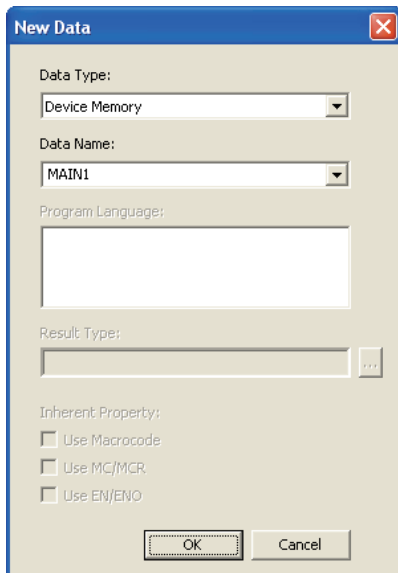 New Data
Data Type:
Device Memory
Data Name:
MAIN1
Program Language:
Result Type:
...
Inherent Property:
Use Macrocode
Use MC/MCR
Use EN/ENO
OK
Cancel